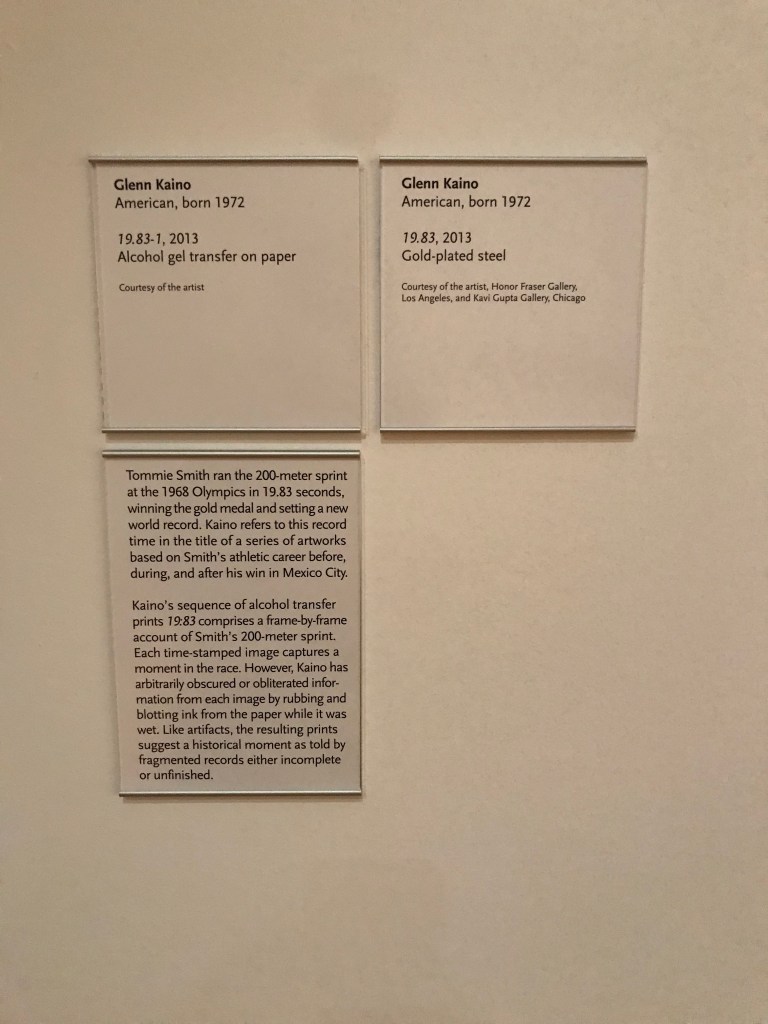 Glenn Kaino
American, born 1972
19.83-1, 2013
Alcohol gel transfer on paper
Courtesy of the artist
Glenn Kaino
American, born 1972
19.83, 2013
Gold-plated steel
Courtesy of the artist, Honor Fraser Gallery,
Los Angeles, and Kavi Gupta Gallery, Chicago
Tommie Smith ran the 200-meter sprint
at the 1968 Olympics in 19.83 seconds,
winning the gold medal and setting a new
world record. Kaino refers to this record
time in the title of a series of artworks
based on Smith's athletic career before,
during, and after his win in Mexico City.
Kaino's sequence of alcohol transfer
prints 19:83 comprises a frame-by-frame
account of Smith's 200-meter sprint.
Each time-stamped image captures a
moment in the race. However, Kaino has
arbitrarily obscured or obliterated infor-
mation from each image by rubbing and
blotting ink from the paper while it was
wet. Like artifacts, the resulting prints
suggest a historical moment as told by
fragmented records either incomplete
or unfinished.